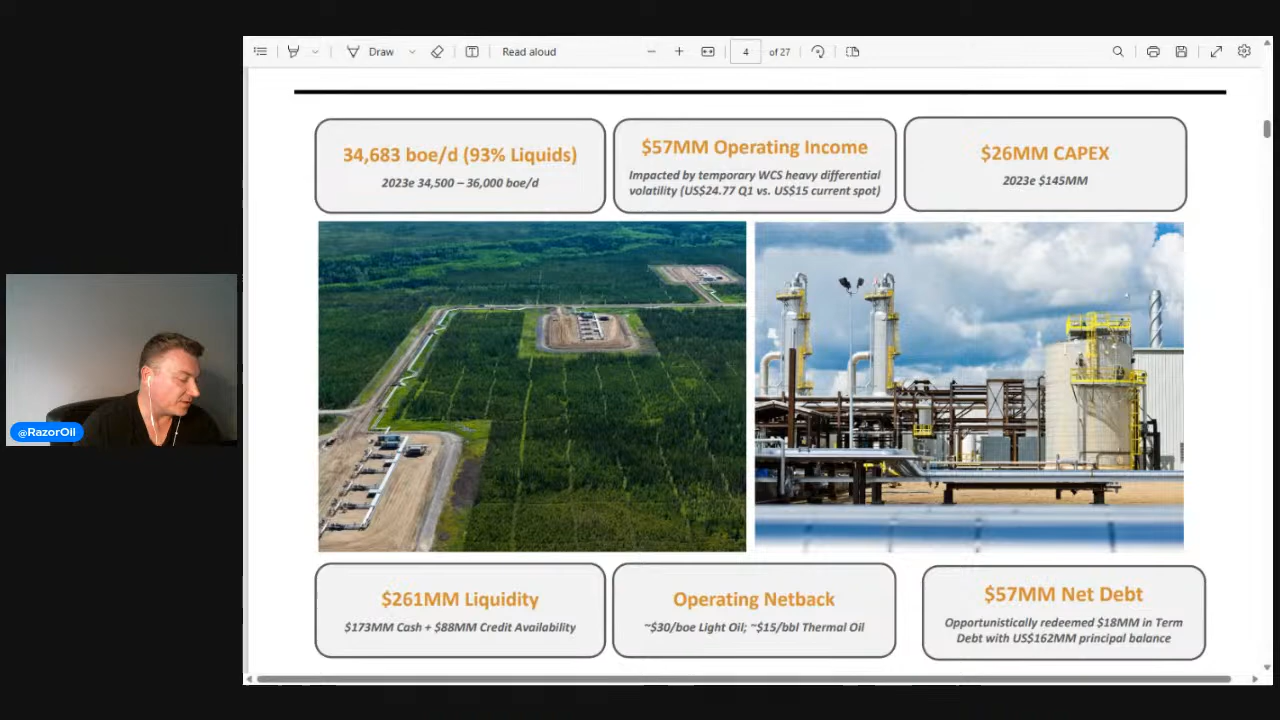 Draw
Read aloud
4 of 27
34,683 boe/d (93% Liquids)
2023e 34,500 – 36,000 boe/d
$57MM Operating Income
Impacted by temporary WCS heavy differential
volatility (US$24.77 Q1 vs. US$15 current spot)
$26MM CAPEX
2023e $145MM
@RazorOil
$261MM Liquidity
$173MM Cash + $88MM Credit Availability
Operating Netback
~$30/boe Light Oil; ~$15/bbl Thermal Oil
$57MM Net Debt
Opportunistically redeemed $18MM in Term
Debt with US$162MM principal balance